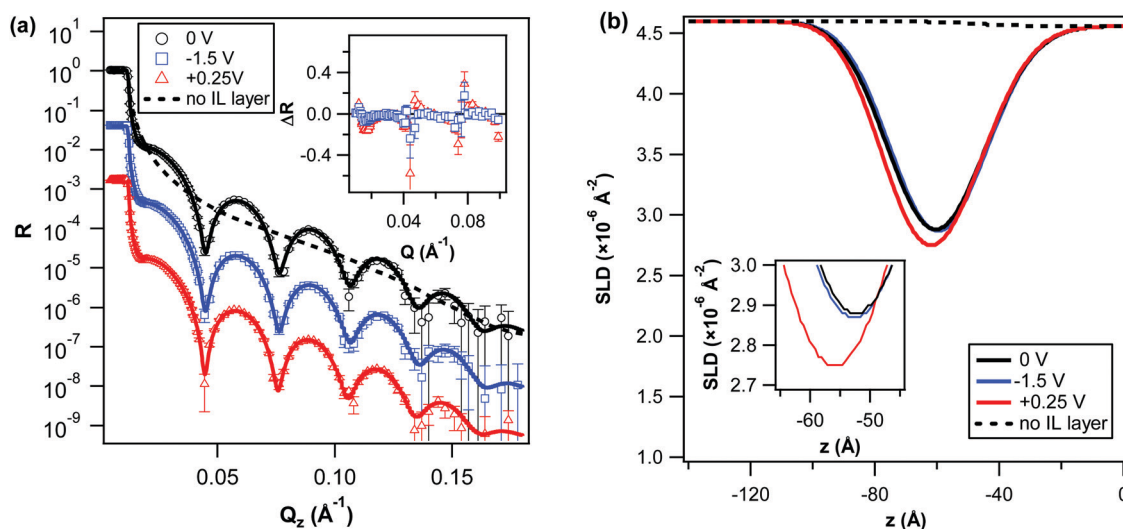 (a)
10¹
10⁰
10⁻¹
10⁻²
10⁻³
10⁻⁴
10⁻⁵
10⁻⁶
10⁻⁷
10⁻⁸
10⁻⁹
R
0 V
-1.5 V
+0.25V
no IL layer
0.4
0.0
-0.4
ΔR
0.04 0.08
Q (Å⁻¹)
0.05 0.10 0.15
Q_z (Å⁻¹)
(b)
4.5
4.0
3.5
3.0
2.5
2.0
1.5
1.0
SLD (×10⁻⁶ Å⁻²)
3.0
2.9
2.8
2.7
SLD (×10⁻⁶ Å⁻²)
-60 -50
z (Å)
0 V
-1.5 V
+0.25 V
no IL layer
-120 -80 -40 0
z (Å)